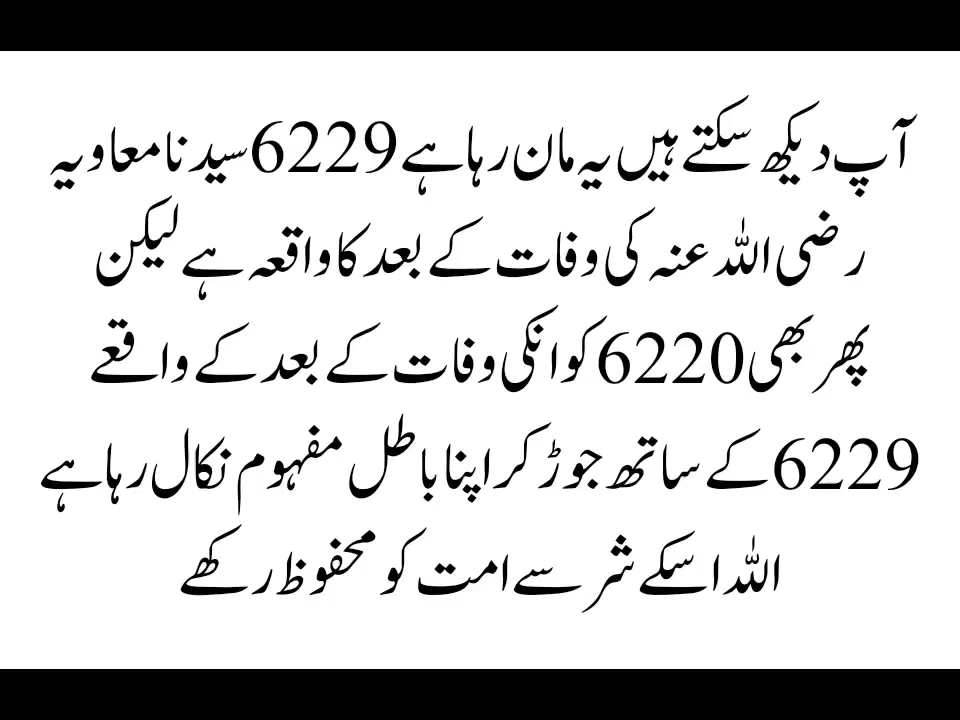 آپ دیکھ سکتے ہیں یہ مان رہا ہے 6229 سیدنا معاویہ
رضی اللہ عنہ کی وفات کے بعد کا واقعہ ہے لیکن
پھر بھی 6220 کو انکی وفات کے بعد کے واقعے
6229 کے ساتھ جوڑ کر اپنا باطل مفہوم نکال رہا ہے
اللہ اسکے شر سے امت کو محفوظ رکھے